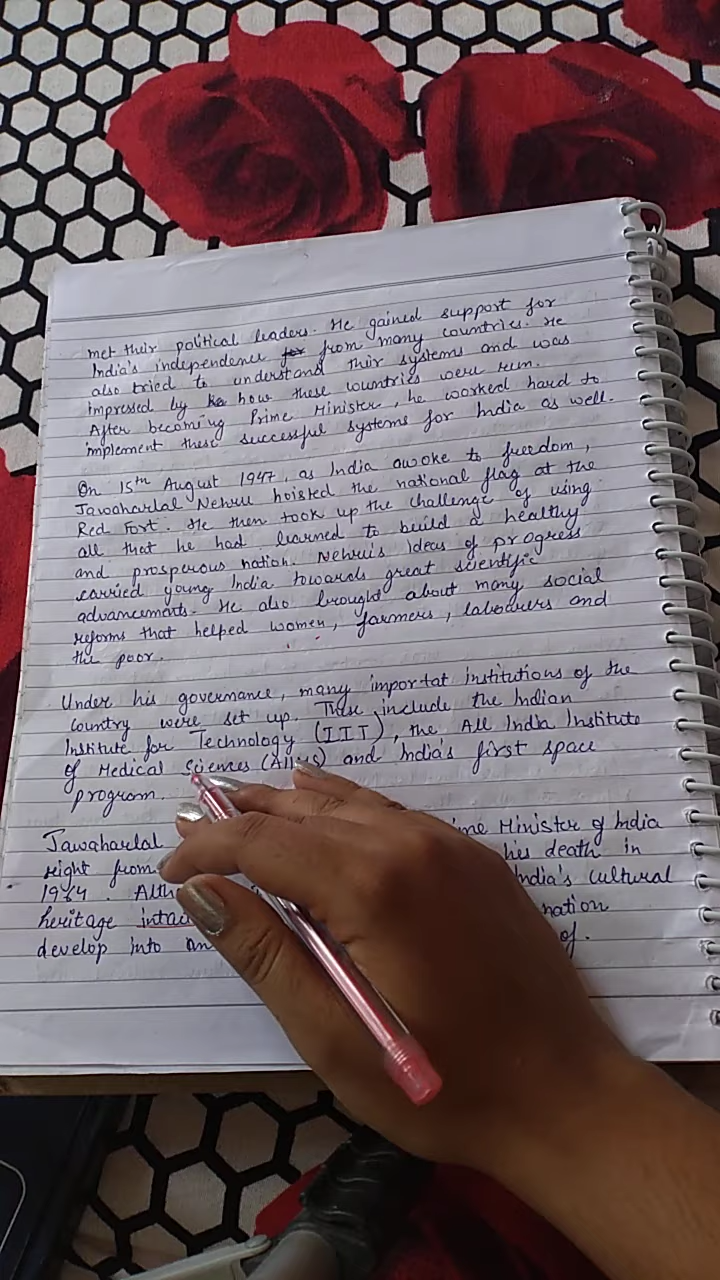 met their political leaders. He gained support for
India's independence for from many countries. He
also tried to understand their systems and was
impressed by ho how these countries were run.
After becoming Prime Minister, he worked hard to
implement these successful systems for India as well.
On 15th August 1947, as India awoke to freedom,
Jawaharlal Nehru hoisted the national flag at the
Red Fort. He then took up the challenge of using
all that he had learned to build a healthy
and prosperous nation. Nehru's ideas of progress
carried young India towards great scientific
advancements. He also brought about many social
reforms that helped women, farmers, labourers and
the poor.
Under his governance, many importat institutions of the
country were set up. These include the Indian
Institute for Technology (IIT), the All India Institute
of Medical Sciences (AIIMS) and India's first space
program.
Jawaharlal ime Minister of India
right from his death in
1964. Altho India's cultural
heritage intac nation
develop into an of.